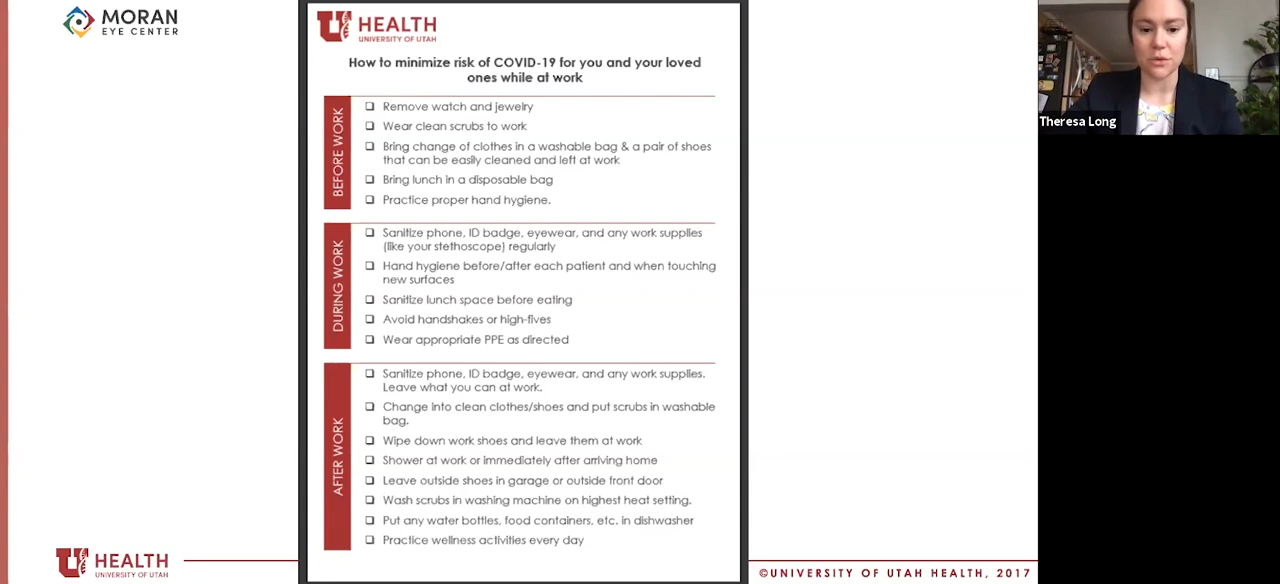 MORAN
EYE CENTER
HEALTH
UNIVERSITY OF UTAH
How to minimize risk of COVID-19 for you and your loved
ones while at work
BEFORE WORK
Remove watch and jewelry
Wear clean scrubs to work
Bring change of clothes in a washable bag & a pair of shoes
that can be easily cleaned and left at work
Bring lunch in a disposable bag
Practice proper hand hygiene.
DURING WORK
Sanitize phone, ID badge, eyewear, and any work supplies
(like your stethoscope) regularly
Hand hygiene before/after each patient and when touching
new surfaces
Sanitize lunch space before eating
Avoid handshakes or high-fives
Wear appropriate PPE as directed
AFTER WORK
Sanitize phone, ID badge, eyewear, and any work supplies.
Leave what you can at work.
Change into clean clothes/shoes and put scrubs in washable
bag.
Wipe down work shoes and leave them at work
Shower at work or immediately after arriving home
Leave outside shoes in garage or outside front door
Wash scrubs in washing machine on highest heat setting.
Put any water bottles, food containers, etc. in dishwasher
Practice wellness activities every day
HEALTH
UNIVERSITY OF UTAH
©UNIVERSITY OF UTAH HEALTH, 2017
Theresa Long